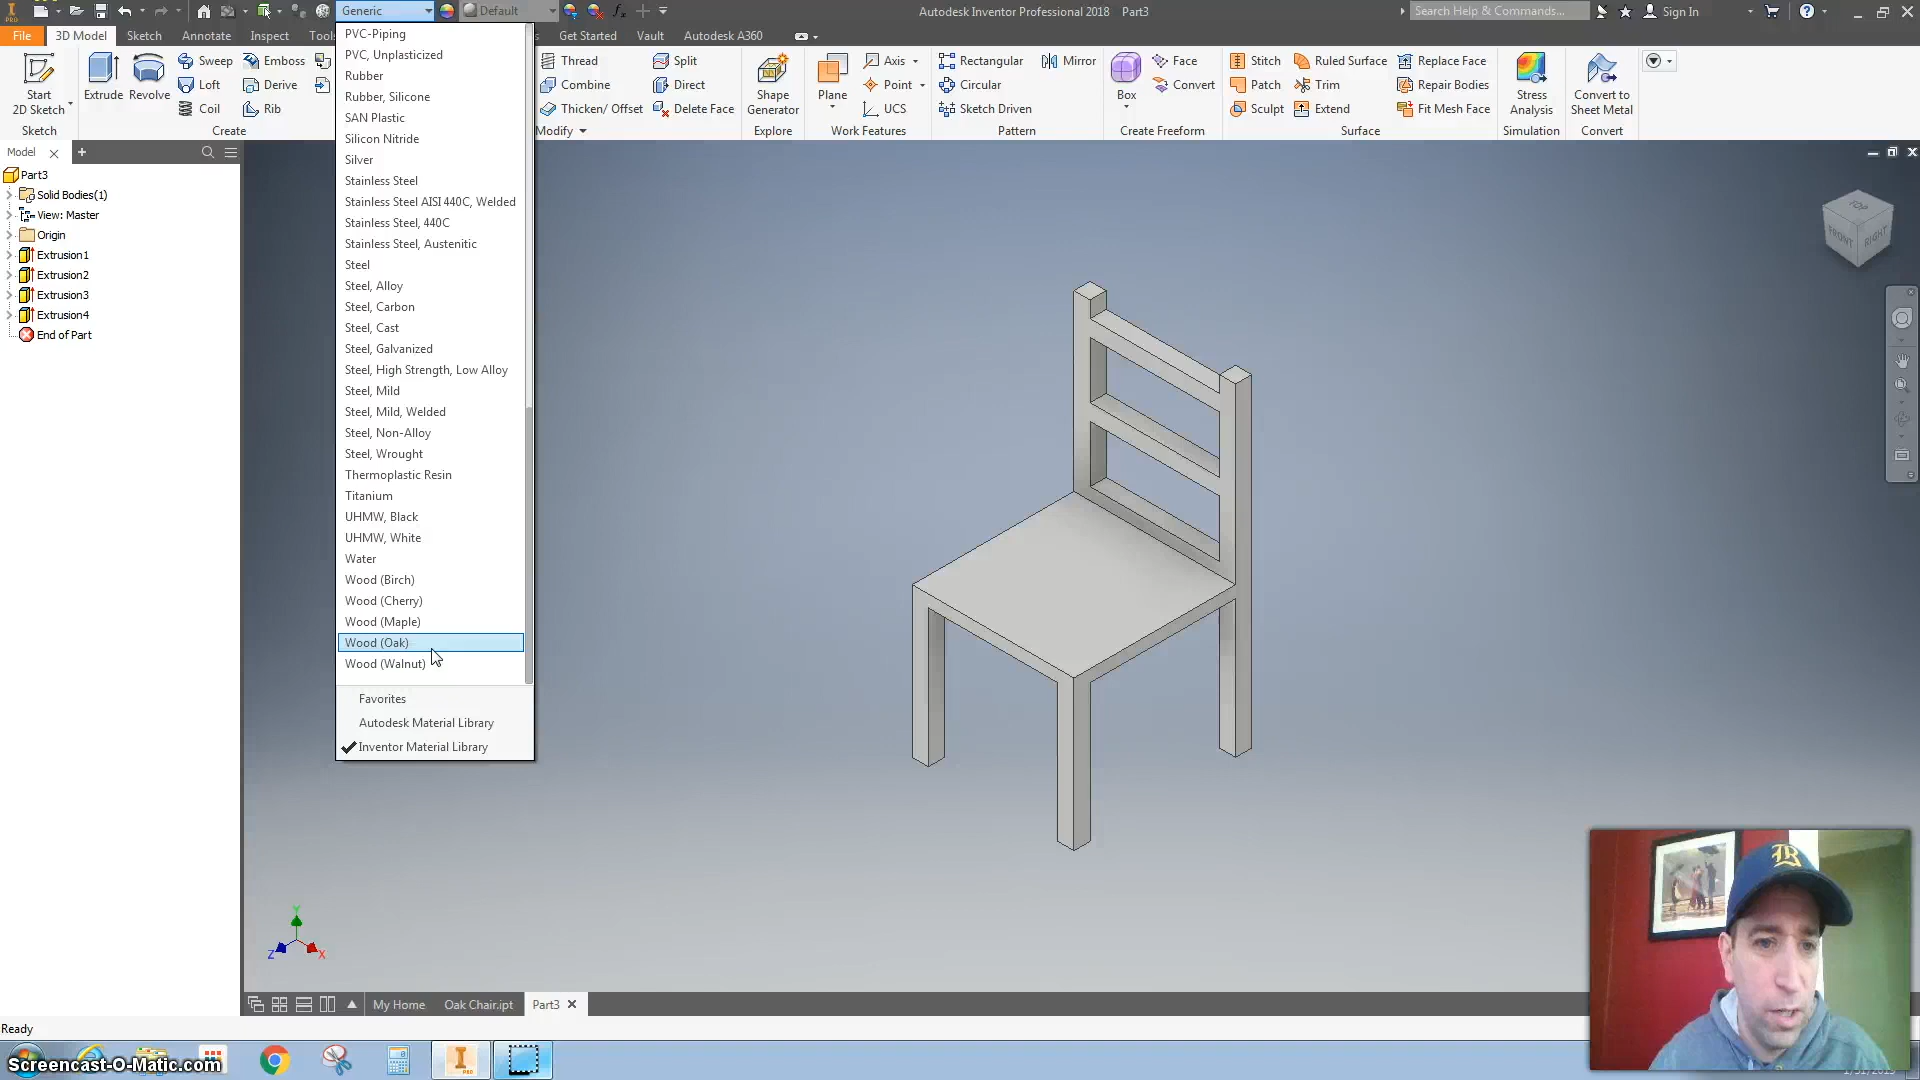 PRO
Generic
Default
fx
Autodesk Inventor Professional 2018 Part3
Search Help & Commands...
Sign In
File
3D Model
Sketch
Annotate
Inspect
Get Started
Vault
Autodesk A360
Start
2D Sketch
Sketch
Extrude
Revolve
Sweep
Loft
Coil
Emboss
Derive
Rib
Create
Thread
Combine
Thicken/ Offset
Split
Direct
Delete Face
Modify
Shape
Generator
Explore
Plane
Axis
Point
UCS
Work Features
Rectangular
Circular
Sketch Driven
Mirror
Pattern
Box
Face
Convert
Create Freeform
Stitch
Patch
Sculpt
Ruled Surface
Trim
Extend
Replace Face
Repair Bodies
Fit Mesh Face
Surface
Stress
Analysis
Simulation
Convert to
Sheet Metal
Convert
Model
Part3
Solid Bodies(1)
View: Master
Origin
Extrusion1
Extrusion2
Extrusion3
Extrusion4
End of Part
PVC-Piping
PVC, Unplasticized
Rubber
Rubber, Silicone
SAN Plastic
Silicon Nitride
Silver
Stainless Steel
Stainless Steel AISI 440C, Welded
Stainless Steel, 440C
Stainless Steel, Austenitic
Steel
Steel, Alloy
Steel, Carbon
Steel, Cast
Steel, Galvanized
Steel, High Strength, Low Alloy
Steel, Mild
Steel, Mild, Welded
Steel, Non-Alloy
Steel, Wrought
Thermoplastic Resin
Titanium
UHMW, Black
UHMW, White
Water
Wood (Birch)
Wood (Cherry)
Wood (Maple)
Wood (Oak)
Wood (Walnut)
Favorites
Autodesk Material Library
Inventor Material Library
TOP
FRONT
RIGHT
Y
Z
X
My Home
Oak Chair.ipt
Part3
Ready
Screencast-O-Matic.com